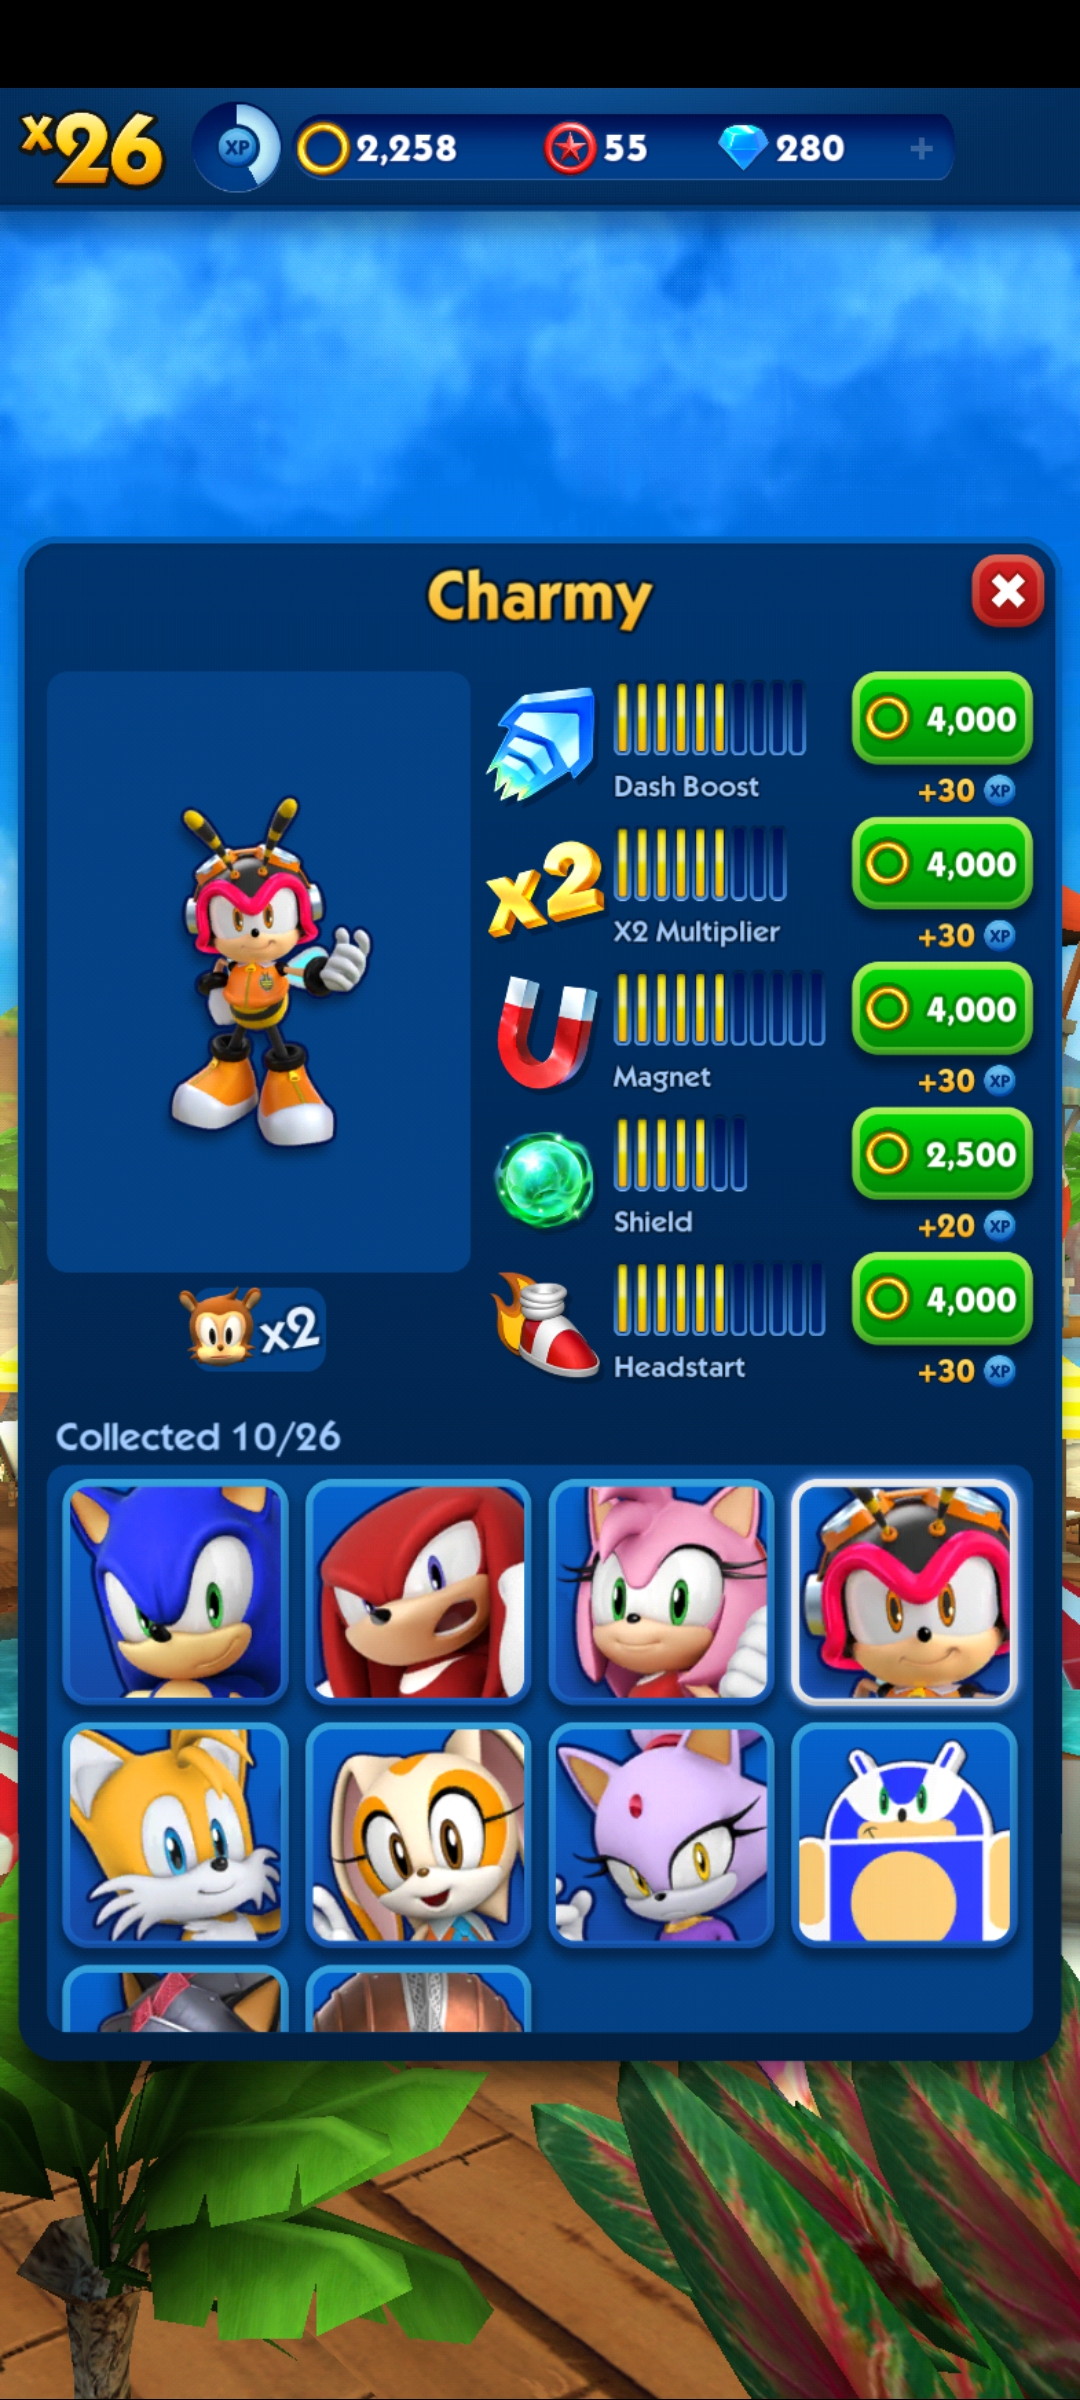 x26 XP 2,258 55 280 +
Charmy
4,000
Dash Boost +30 XP
x2 4,000
X2 Multiplier +30 XP
4,000
Magnet +30 XP
2,500
Shield +20 XP
4,000
x2
Headstart +30 XP
Collected 10/26